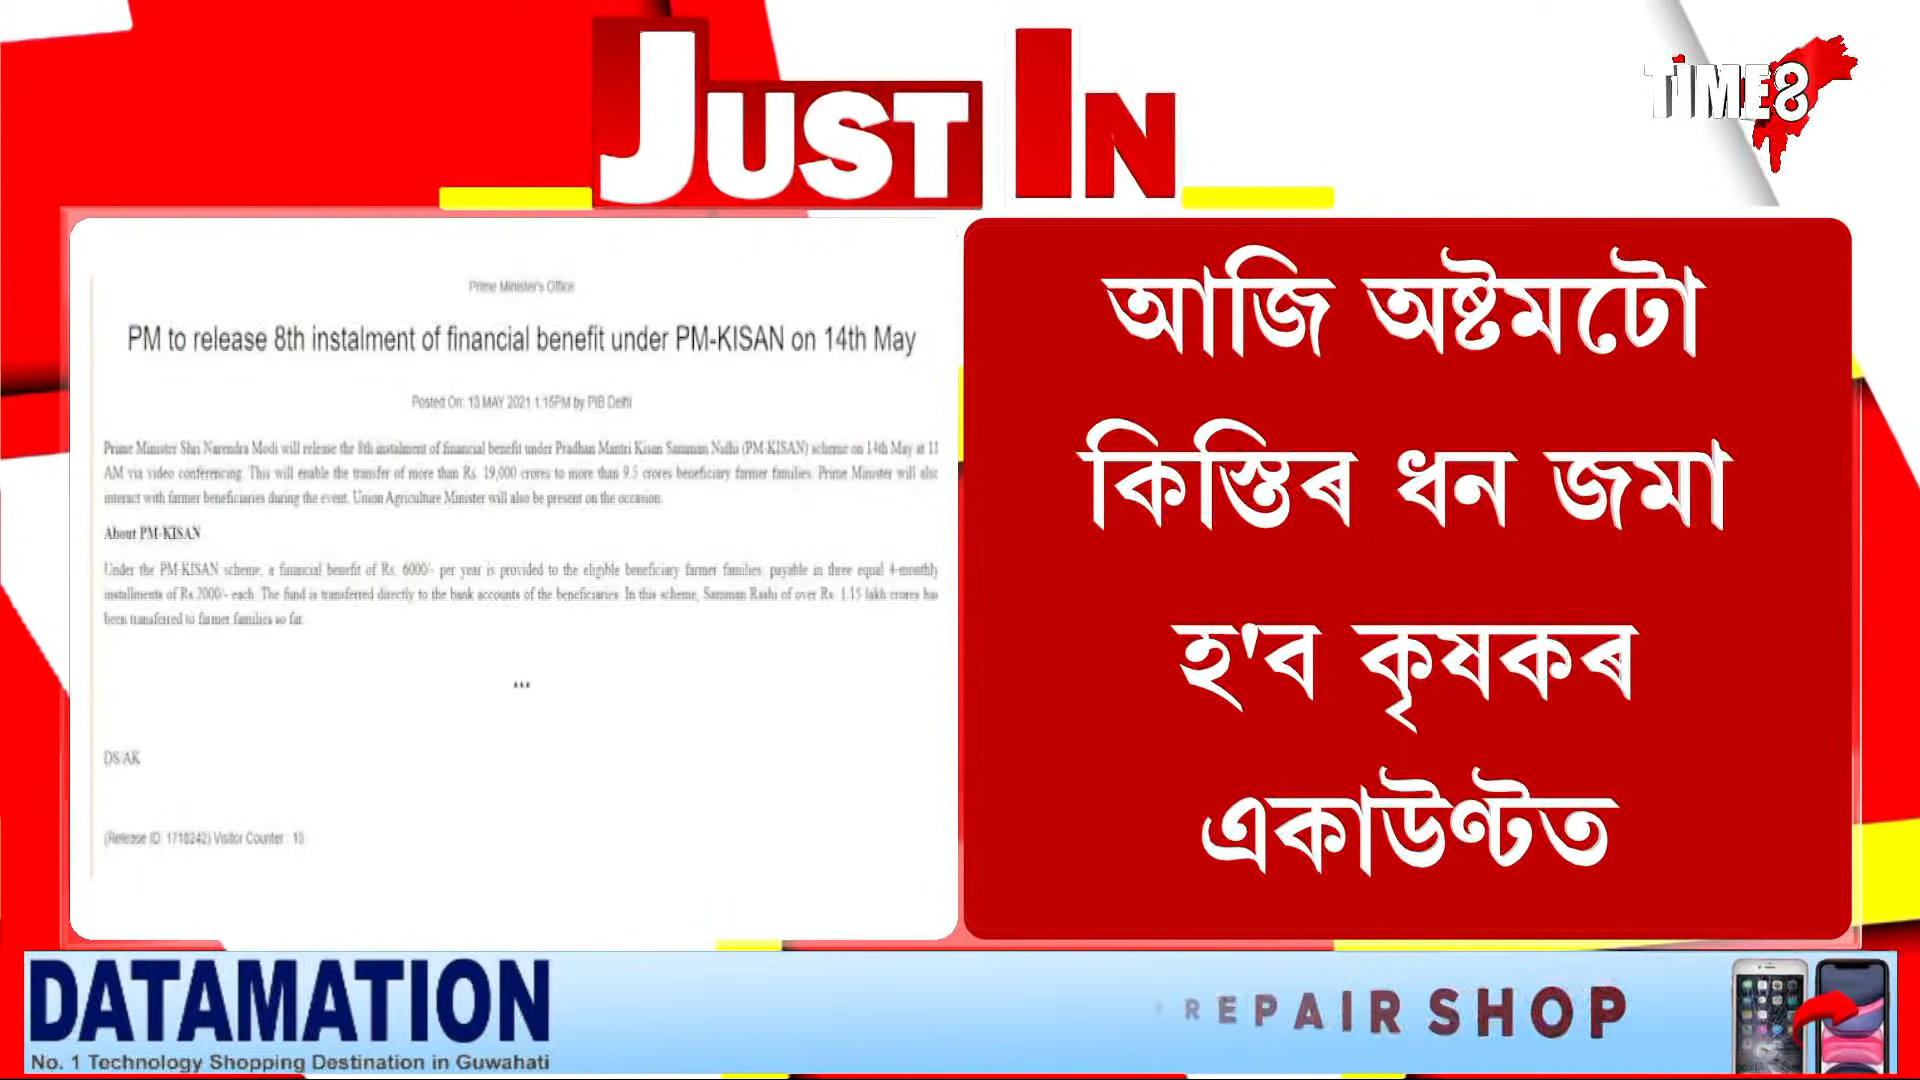 JUST IN
TIME8
Prime Minister's Office
PM to release 8th instalment of financial benefit under PM-KISAN on 14th May
Posted On: 13 MAY 2021 1:15PM by PIB Delhi
Prime Minister Shri Narendra Modi will release the 8th instalment of financial benefit under Pradhan Mantri Kisan Samman Nidhi (PM-KISAN) scheme on 14th May at 11
AM via video conferencing. This will enable the transfer of more than Rs. 19,000 crores to more than 9.5 crores beneficiary farmer families. Prime Minister will also
interact with farmer beneficiaries during the event. Union Agriculture Minister will also be present on the occasion.
About PM-KISAN
Under the PM-KISAN scheme, a financial benefit of Rs. 6000/- per year is provided to the eligible beneficiary farmer families, payable in three equal 4-monthly
installments of Rs.2000/- each. The fund is transferred directly to the bank accounts of the beneficiaries. In this scheme, Samman Rashi of over Rs. 1.15 lakh crores has
been transferred to farmer families so far.
***
DS/AK
(Release ID: 1718242) Visitor Counter : 10
আজি অষ্টমটো
কিস্তিৰ ধন জমা
হ'ব কৃষকৰ
একাউণ্টত
DATAMATION
No. 1 Technology Shopping Destination in Guwahati
REPAIR SHOP